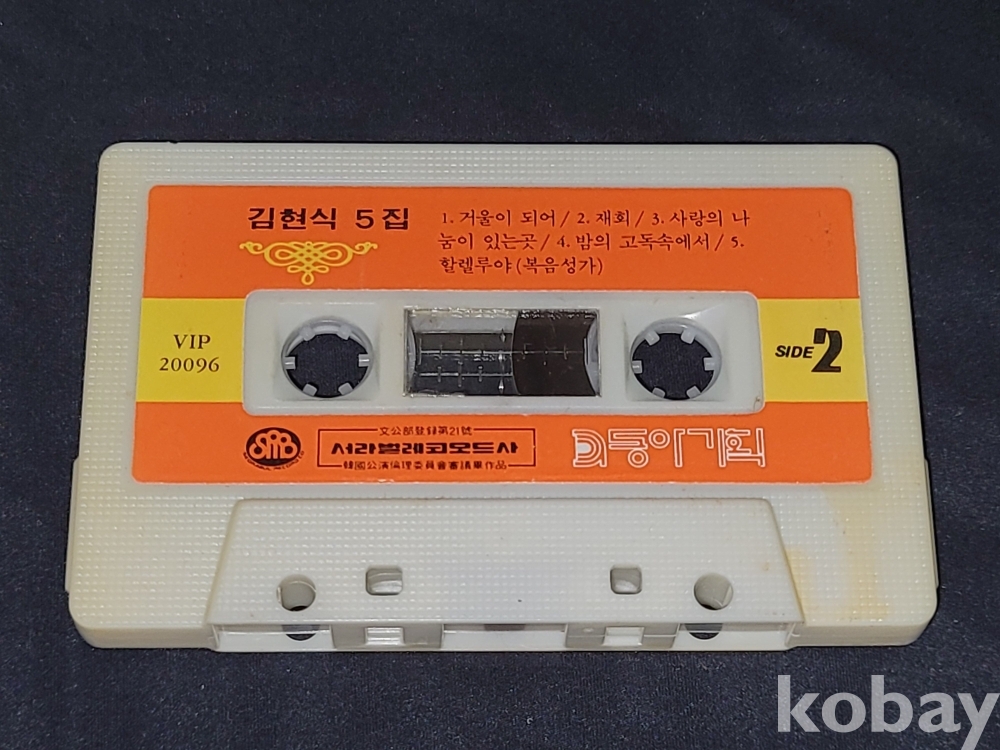 김현식 5집
1. 거울이 되어 / 2. 재회 / 3. 사랑의 나
눔이 있는곳 / 4. 밤의 고독속에서 / 5.
할렐루야 (복음성가)
VIP
20096
SIDE 2
SRB
文公部登錄第21號
서라벌레코오드사
韓國公演倫理委員會審議畢作品
동아기획
kobay